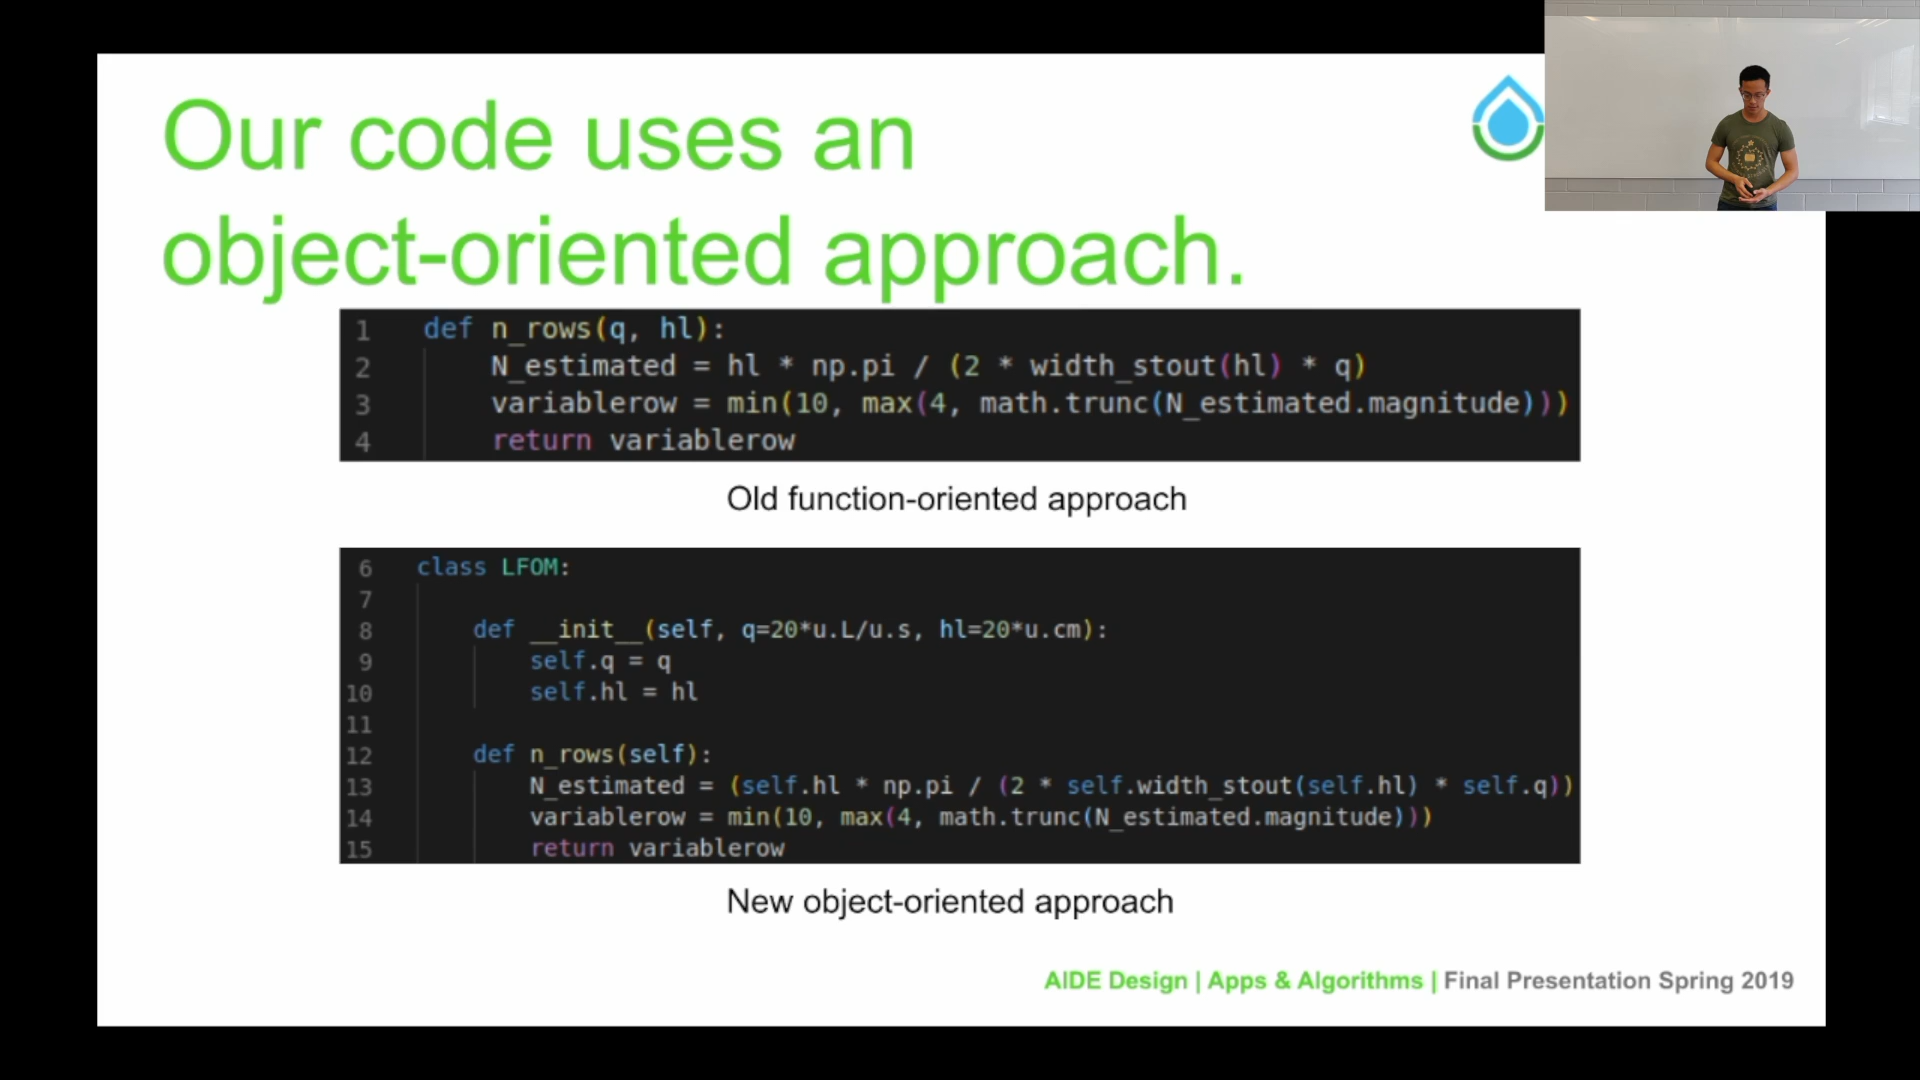 Our code uses an
object-oriented approach.
1 def n_rows(q, hl):
2 N_estimated = hl * np.pi / (2 * width_stout(hl) * q)
3 variablerow = min(10, max(4, math.trunc(N_estimated.magnitude)))
4 return variablerow
Old function-oriented approach
6 class LFOM:
7
8 def __init__(self, q=20*u.L/u.s, hl=20*u.cm):
9 self.q = q
10 self.hl = hl
11
12 def n_rows(self):
13 N_estimated = (self.hl * np.pi / (2 * self.width_stout(self.hl) * self.q))
14 variablerow = min(10, max(4, math.trunc(N_estimated.magnitude)))
15 return variablerow
New object-oriented approach
AIDE Design | Apps & Algorithms | Final Presentation Spring 2019